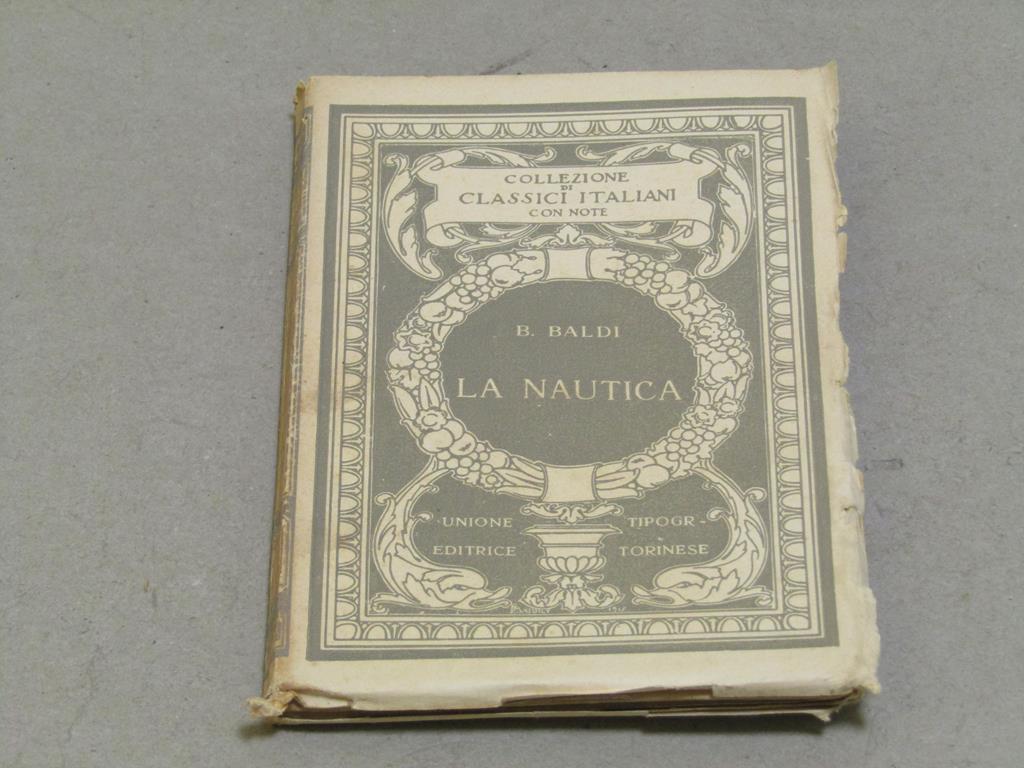 COLLEZIONE
DI
CLASSICI ITALIANI
CON NOTE
B. BALDI
LA NAUTICA
UNIONE TIPOGR-
EDITRICE TORINESE